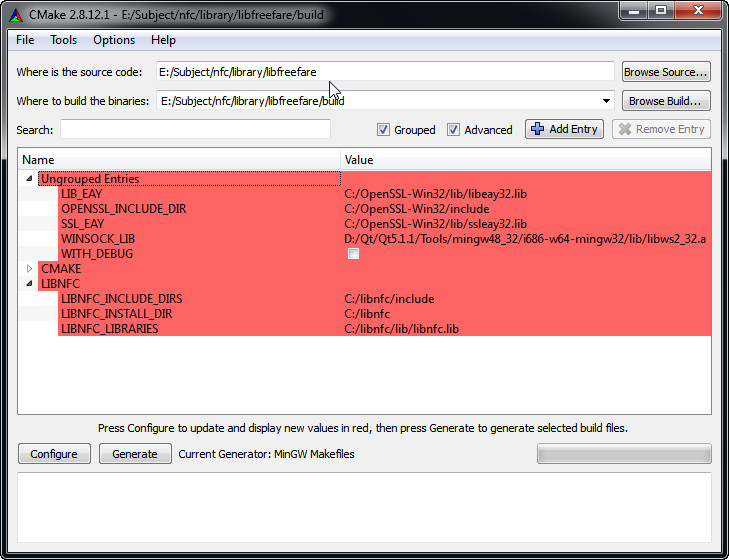 CMake 2.8.12.1 - E:/Subject/nfc/library/libfreefare/build
File Tools Options Help
Where is the source code: E:/Subject/nfc/library/libfreefare Browse Source...
Where to build the binaries: E:/Subject/nfc/library/libfreefare/build Browse Build...
Search: Grouped Advanced Add Entry Remove Entry
Name Value
Ungrouped Entries
LIB_EAY C:/OpenSSL-Win32/lib/libeay32.lib
OPENSSL_INCLUDE_DIR C:/OpenSSL-Win32/include
SSL_EAY C:/OpenSSL-Win32/lib/ssleay32.lib
WINSOCK_LIB D:/Qt/Qt5.1.1/Tools/mingw48_32/i686-w64-mingw32/lib/libws2_32.a
WITH_DEBUG
CMAKE
LIBNFC
LIBNFC_INCLUDE_DIRS C:/libnfc/include
LIBNFC_INSTALL_DIR C:/libnfc
LIBNFC_LIBRARIES C:/libnfc/lib/libnfc.lib
Press Configure to update and display new values in red, then press Generate to generate selected build files.
Configure Generate Current Generator: MinGW Makefiles